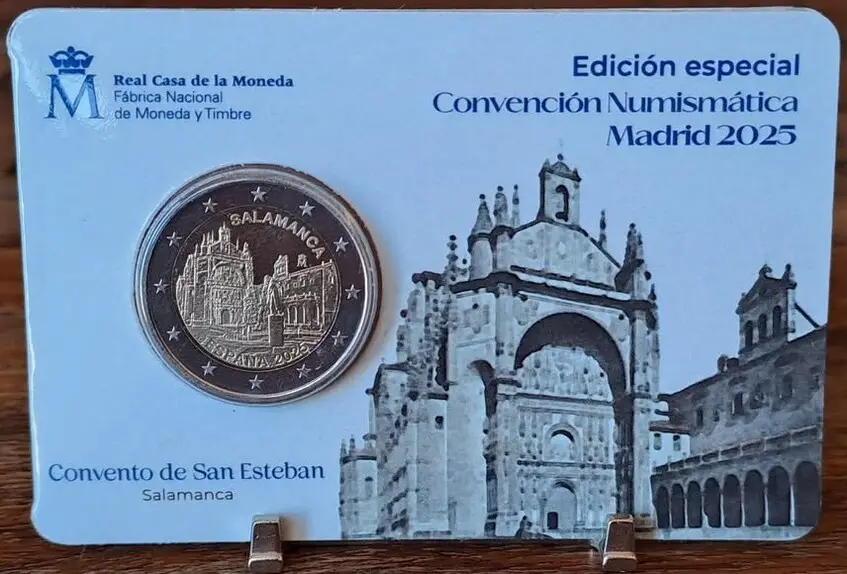 M
Real Casa de la Moneda
Fábrica Nacional
de Moneda y Timbre
Edición especial
Convención Numismática
Madrid 2025
SALAMANCA
M
ESPAÑA 2025
Convento de San Esteban
Salamanca